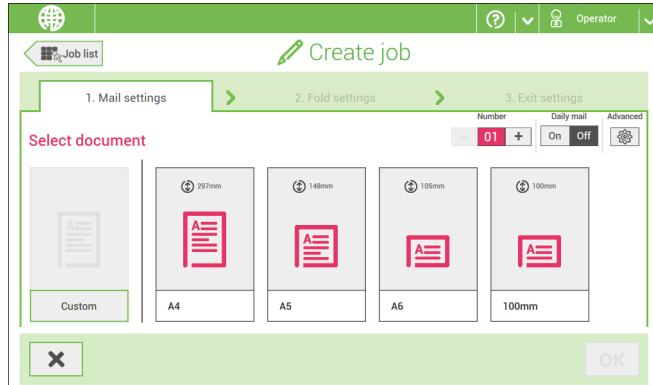 Operator
Job list
Create job
1. Mail settings
2. Fold settings
3. Exit settings
Select document
Number
Daily mail
Advanced
01 +
On Off
297mm
148mm
105mm
100mm
A
A
A
A
A
Custom
A4
A5
A6
100mm
OK